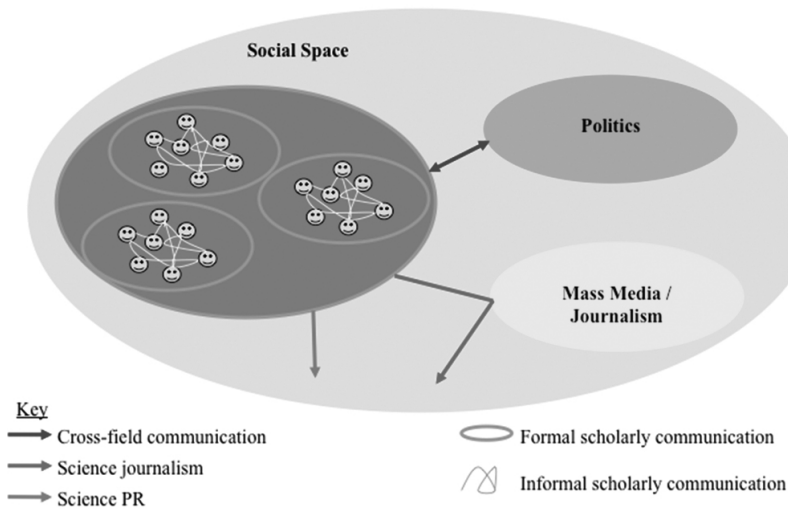 Social Space
Politics
Mass Media /
Journalism
Key
Cross-field communication
Science journalism
Science PR
Formal scholarly communication
Informal scholarly communication